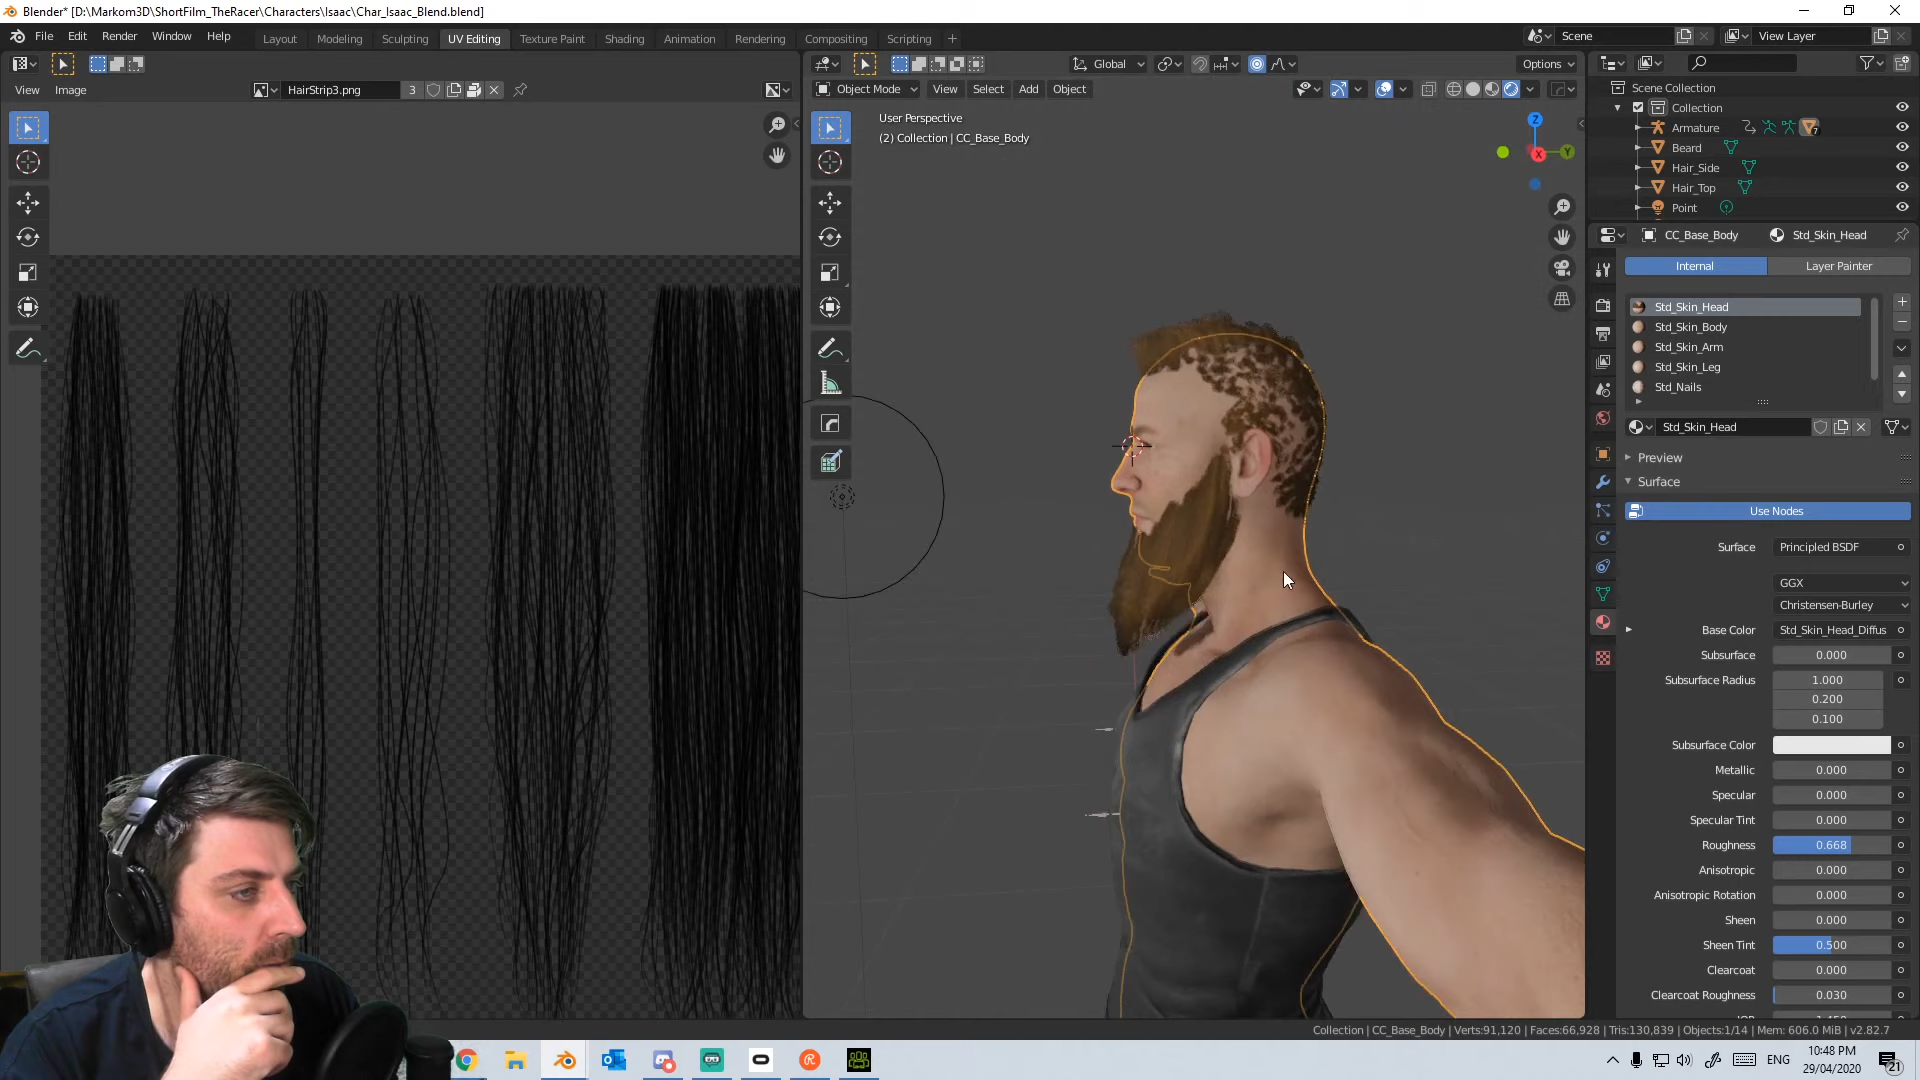 Blender* [D:\Markom3D\ShortFilm_TheRacer\Characters\Isaac\Char_Isaac_Blend.blend]
File Edit Render Window Help
Layout Modeling Sculpting UV Editing Texture Paint Shading Animation Rendering Compositing Scripting
Scene
View Layer
Global
Options
View Image
HairStrip3.png
3
Object Mode
View Select Add Object
User Perspective
(2) Collection | CC_Base_Body
Z
X
Y
Scene Collection
Collection
Armature
7
Beard
Hair_Side
Hair_Top
Point
CC_Base_Body
Std_Skin_Head
Internal
Layer Painter
Std_Skin_Head
Std_Skin_Body
Std_Skin_Arm
Std_Skin_Leg
Std_Nails
Std_Skin_Head
Preview
Surface
Use Nodes
Surface Principled BSDF
GGX
Christensen-Burley
Base Color Std_Skin_Head_Diffus
Subsurface 0.000
Subsurface Radius 1.000
0.200
0.100
Subsurface Color
Metallic 0.000
Specular 0.000
Specular Tint 0.000
Roughness 0.668
Anisotropic 0.000
Anisotropic Rotation 0.000
Sheen 0.000
Sheen Tint 0.500
Clearcoat 0.000
Clearcoat Roughness 0.030
Collection | CC_Base_Body | Verts:91,120 | Faces:66,928 | Tris:130,839 | Objects:1/14 | Mem: 606.0 MiB | v2.82.7
ENG
10:48 PM
29/04/2020
21